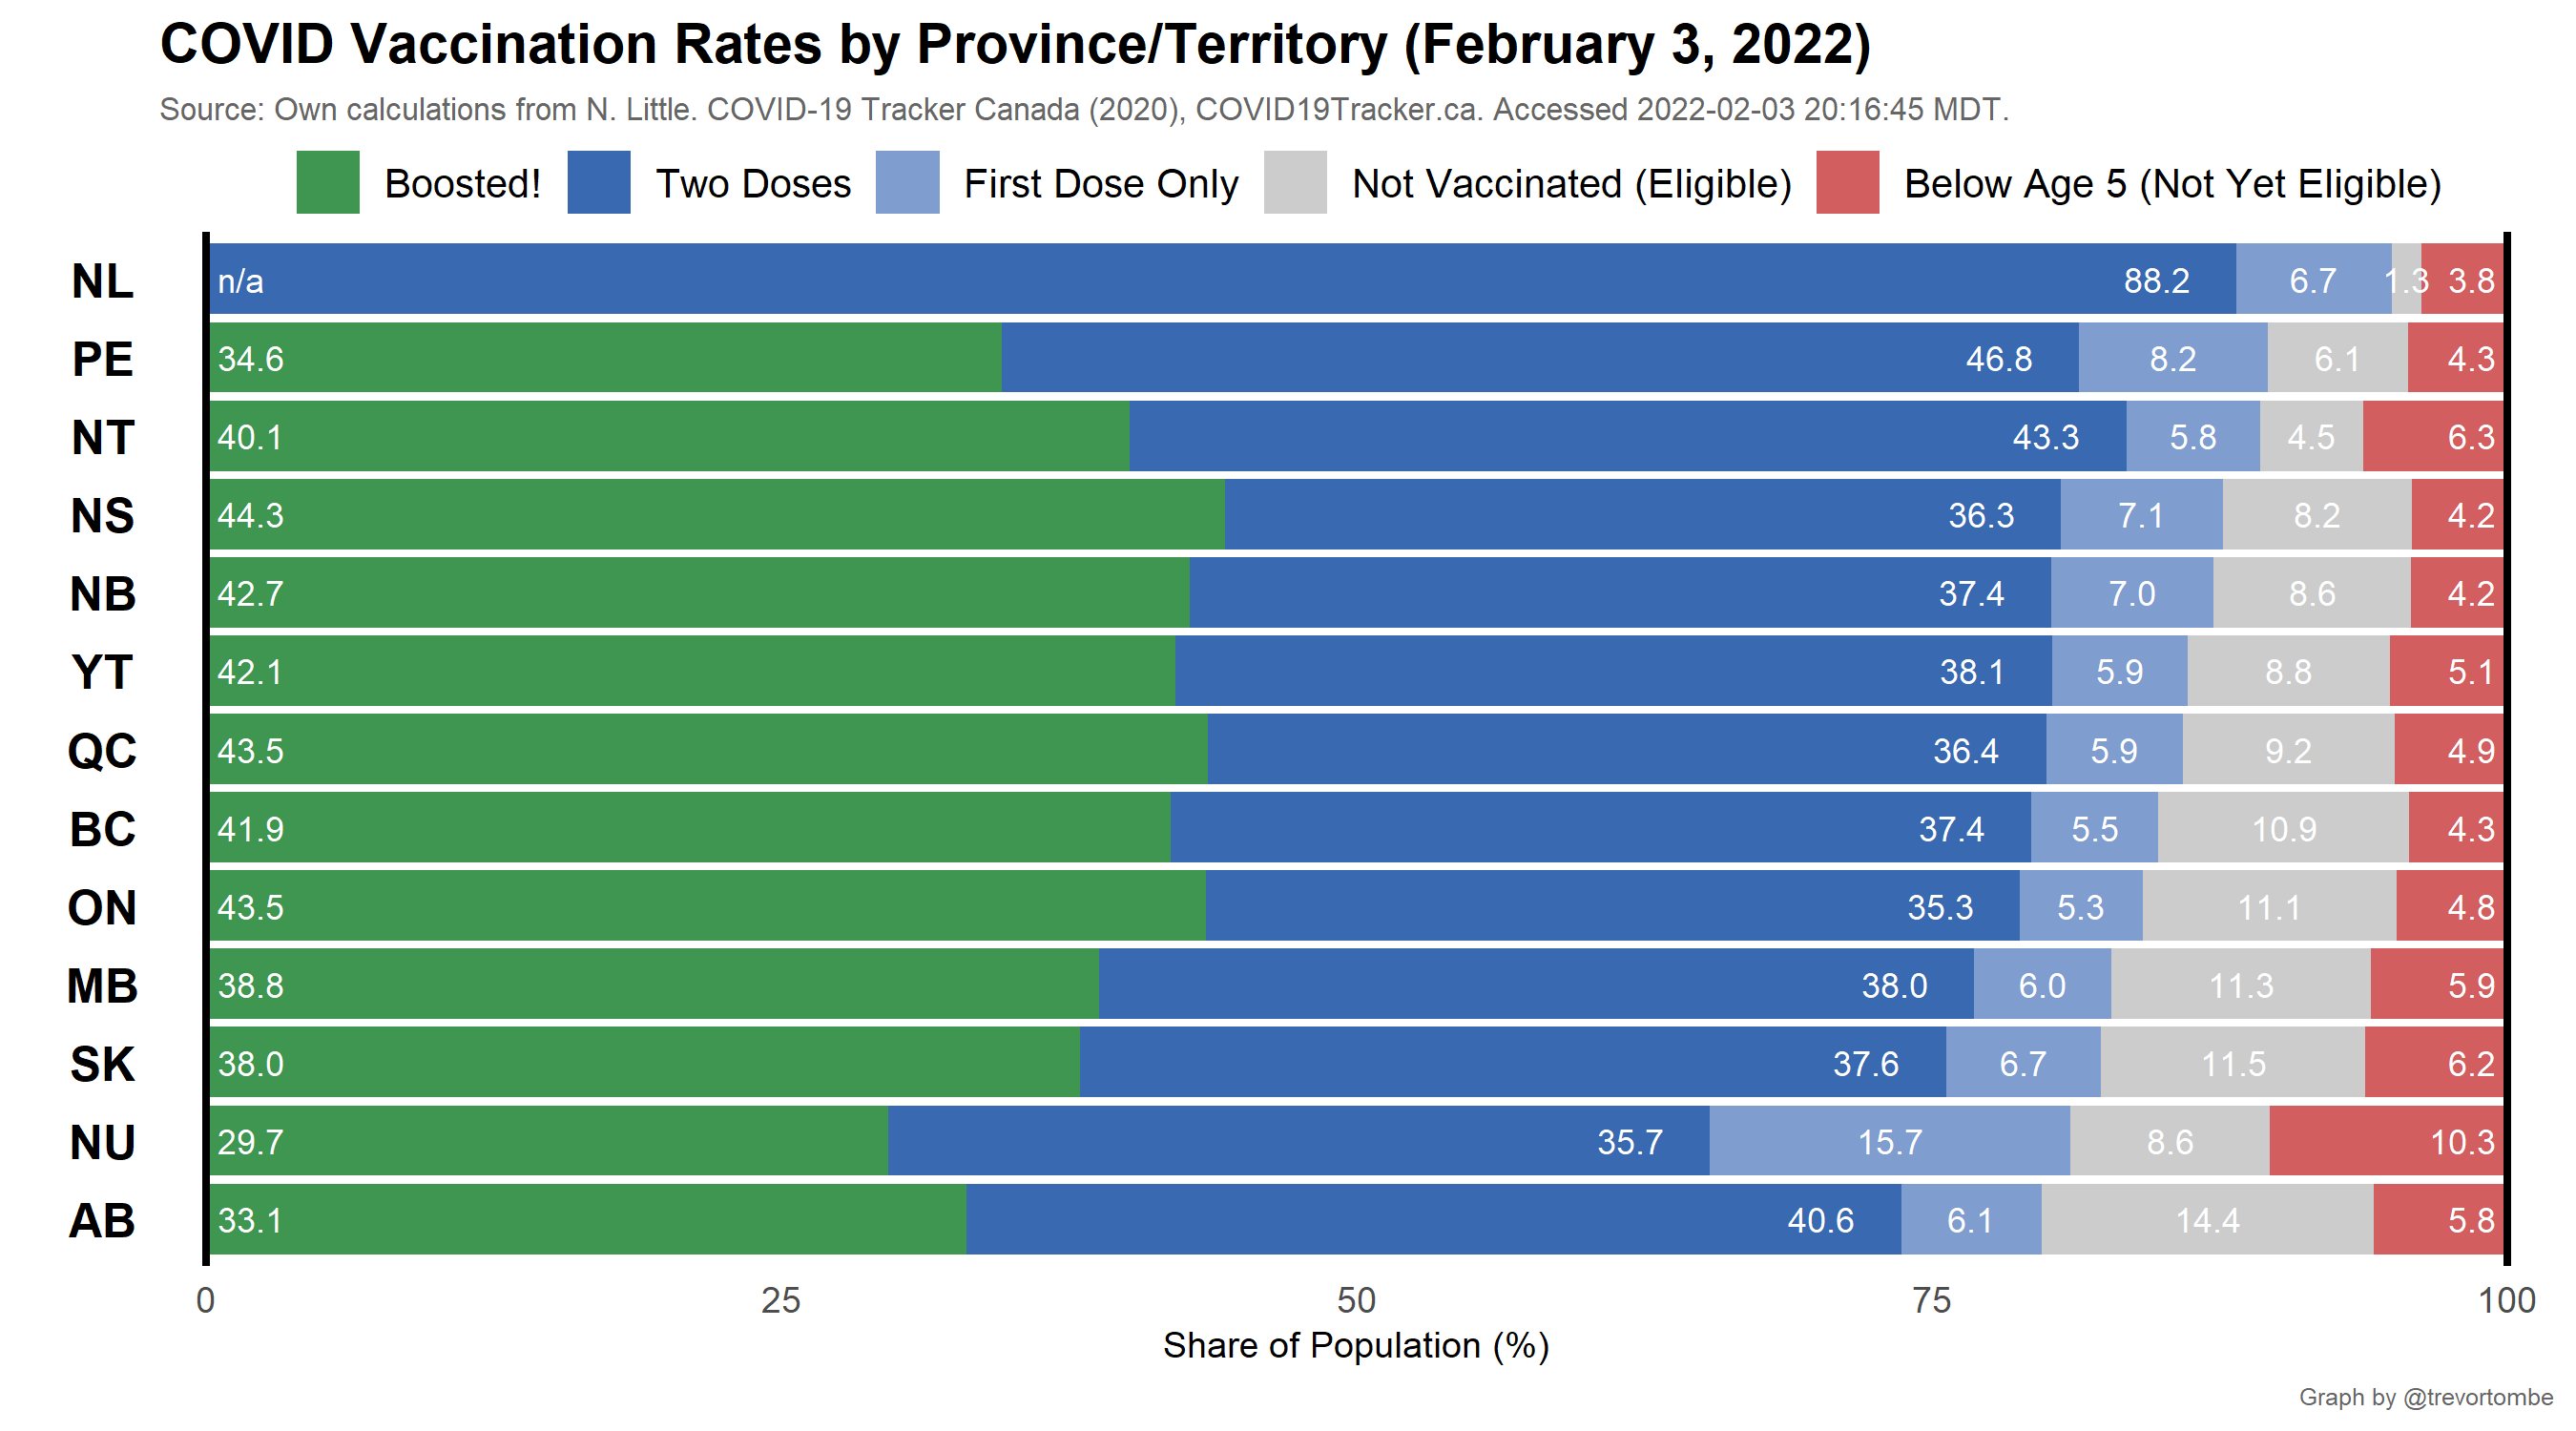 COVID Vaccination Rates by Province/Territory (February 3, 2022)
Source: Own calculations from N. Little. COVID-19 Tracker Canada (2020), COVID19Tracker.ca. Accessed 2022-02-03 20:16:45 MDT.
Boosted! Two Doses First Dose Only Not Vaccinated (Eligible) Below Age 5 (Not Yet Eligible)
NL n/a 88.2 6.7 1.3 3.8
PE 34.6 46.8 8.2 6.1 4.3
NT 40.1 43.3 5.8 4.5 6.3
NS 44.3 36.3 7.1 8.2 4.2
NB 42.7 37.4 7.0 8.6 4.2
YT 42.1 38.1 5.9 8.8 5.1
QC 43.5 36.4 5.9 9.2 4.9
BC 41.9 37.4 5.5 10.9 4.3
ON 43.5 35.3 5.3 11.1 4.8
MB 38.8 38.0 6.0 11.3 5.9
SK 38.0 37.6 6.7 11.5 6.2
NU 29.7 35.7 15.7 8.6 10.3
AB 33.1 40.6 6.1 14.4 5.8
0 25 50 75 100
Share of Population (%)
Graph by @trevortombe